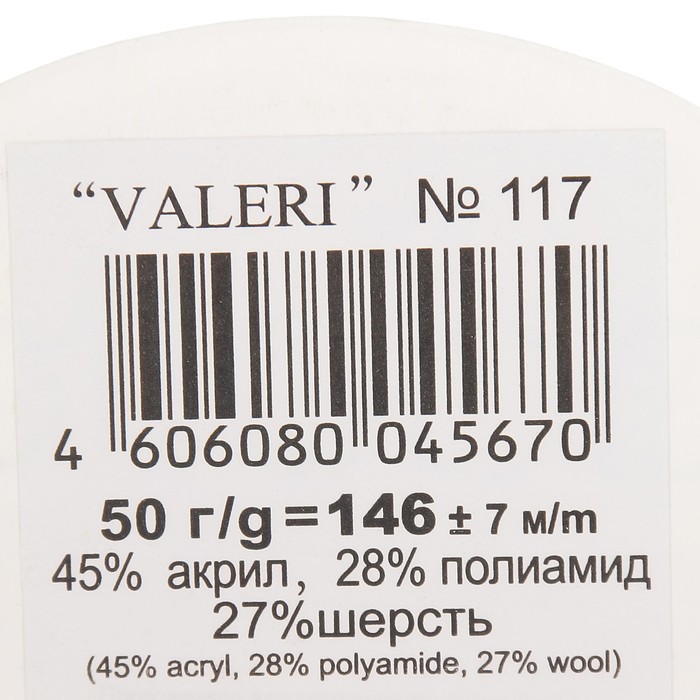 “VALERI” № 117
4 606080 045670
50 г/g=146 ± 7 м/m
45% акрил, 28% полиамид
27%шерсть
(45% acryl, 28% polyamide, 27% wool)